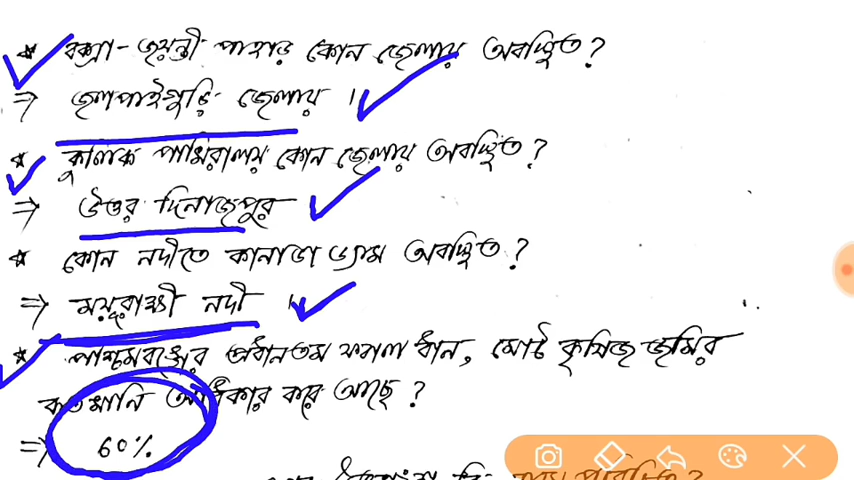 * বক্সা - জয়ন্তী পাহাড় কোন জেলায় অবস্থিত?
⇒ জলপাইগুড়ি জেলায় ।
* কুলিক পাখিরালয় কোন জেলায় অবস্থিত?
⇒ উত্তর দিনাজপুর
* কোন নদীতে কানাডা ড্যাম অবস্থিত?
⇒ ময়ূরাক্ষী নদী ।
* পশ্চিমবঙ্গের প্রধানতম ফসল ধান, মোট কৃষিজ জমির
কতখানি অধিকার করে আছে?
⇒ 60%.